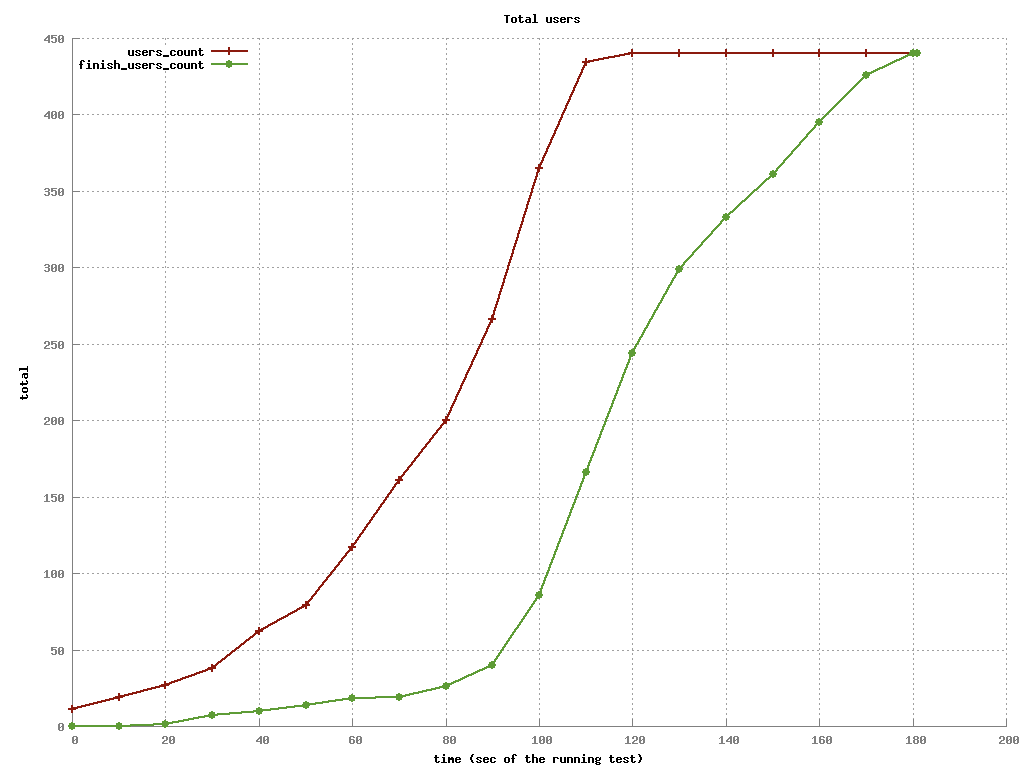 Total users
users_count
finish_users_count
450
400
350
300
250
200
150
100
50
0
total
0 20 40 60 80 100 120 140 160 180 200
time (sec of the running test)